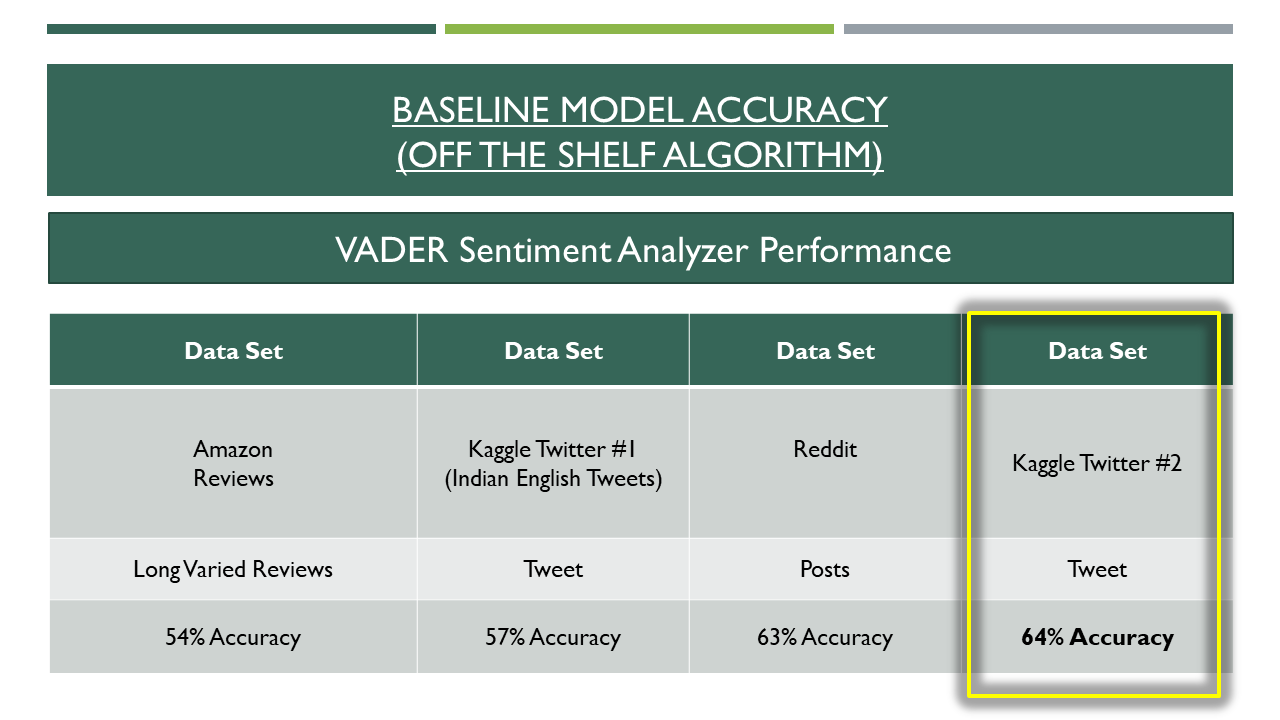 BASELINE MODEL ACCURACY
(OFF THE SHELF ALGORITHM)
VADER Sentiment Analyzer Performance
Data Set
Data Set
Data Set
Data Set
Amazon
Reviews
Kaggle Twitter #1
(Indian English Tweets)
Reddit
Kaggle Twitter #2
Long Varied Reviews
Tweet
Posts
Tweet
54% Accuracy
57% Accuracy
63% Accuracy
64% Accuracy